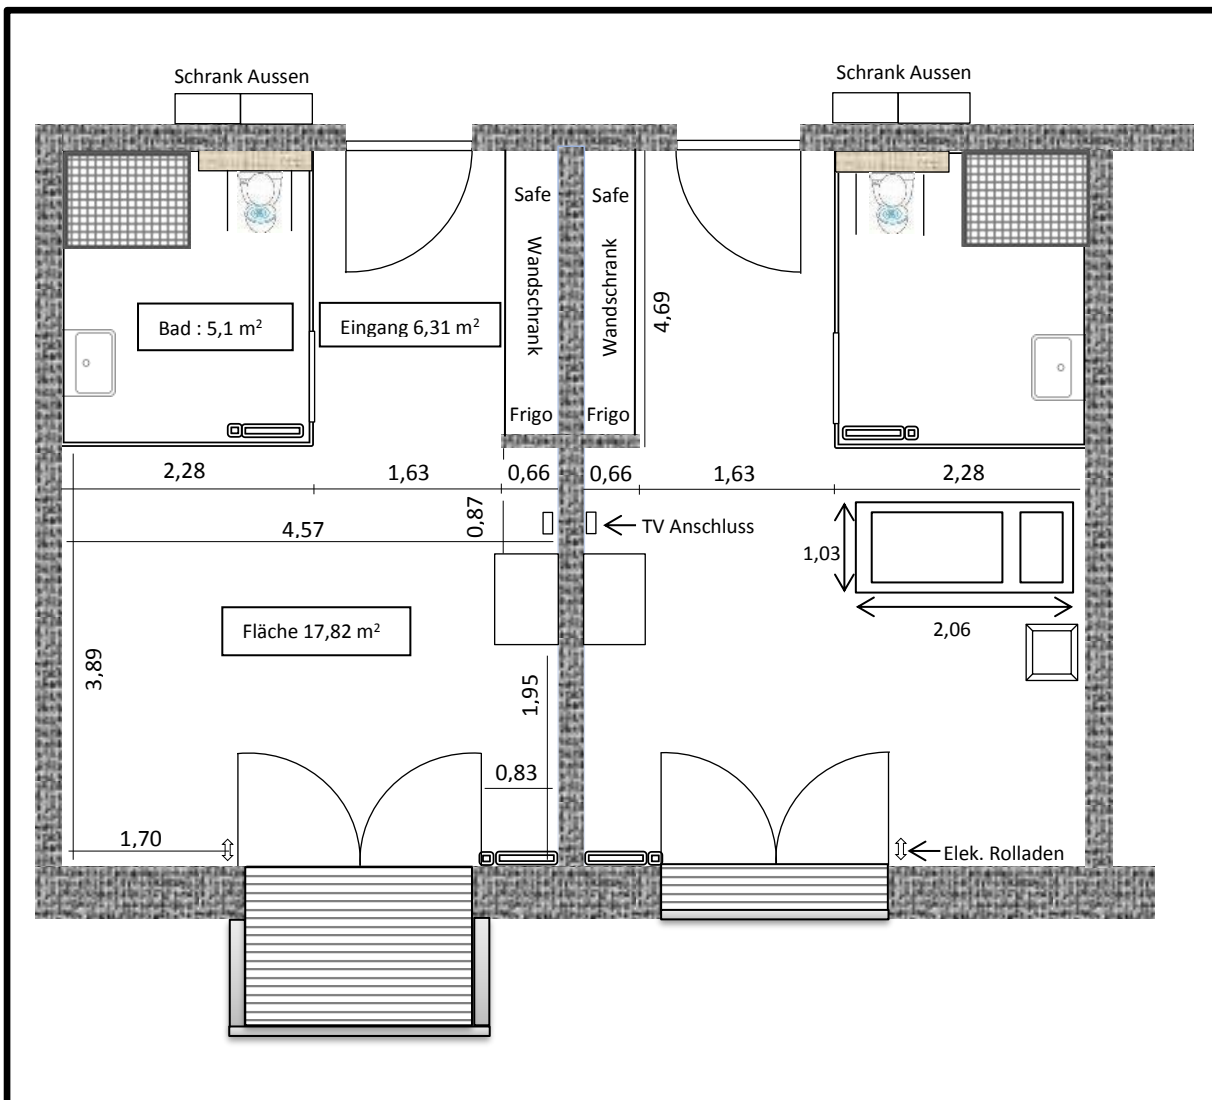 Schrank Aussen
Schrank Aussen
Safe
Safe
Wandschrank
Wandschrank
4,69
Bad : 5,1 m²
Eingang 6,31 m²
Frigo
Frigo
2,28
1,63
0,66
0,66
1,63
2,28
0,87
4,57
TV Anschluss
1,03
2,06
Fläche 17,82 m²
3,89
1,95
0,83
1,70
Elek. Rolladen